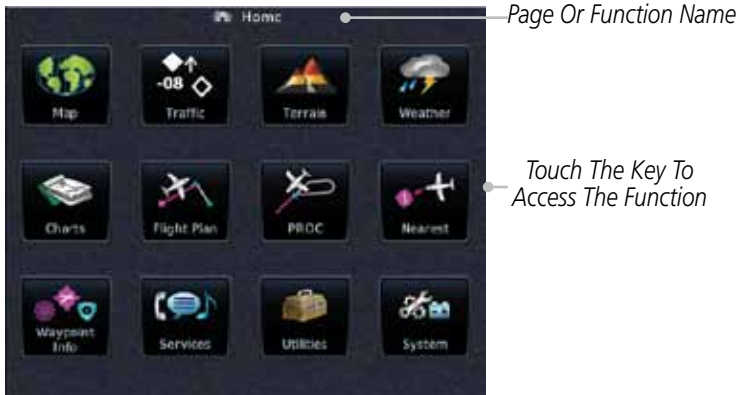 Home
Page Or Function Name
Map
Traffic
-08
Terrain
Weather
Touch The Key To
Access The Function
Charts
Flight Plan
PROC
Nearest
Waypoint
Info
Services
Utilities
System